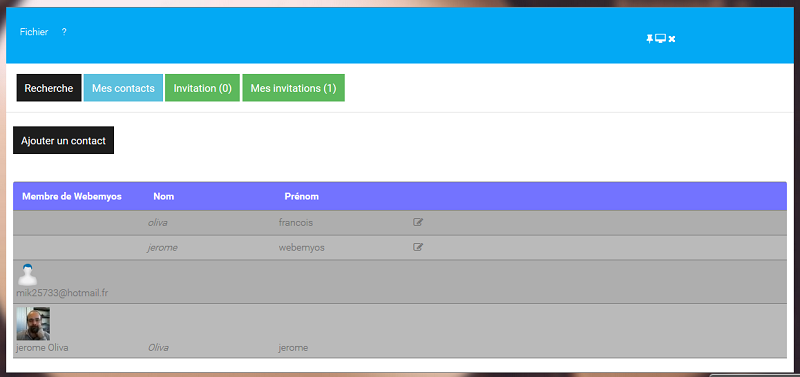 Fichier ?
Recherche Mes contacts Invitation (0) Mes invitations (1)
Ajouter un contact
Membre de Webemyos Nom Prénom
oliva francois
jerome webemyos
mik25733@hotmail.fr
jerome Oliva Oliva jerome